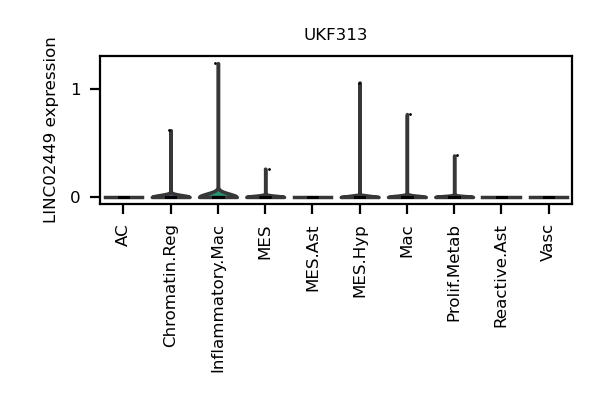 UKF313
LINC02449 expression
1
0
AC
Chromatin.Reg
Inflammatory.Mac
MES
MES.Ast
MES.Hyp
Mac
Prolif.Metab
Reactive.Ast
Vasc